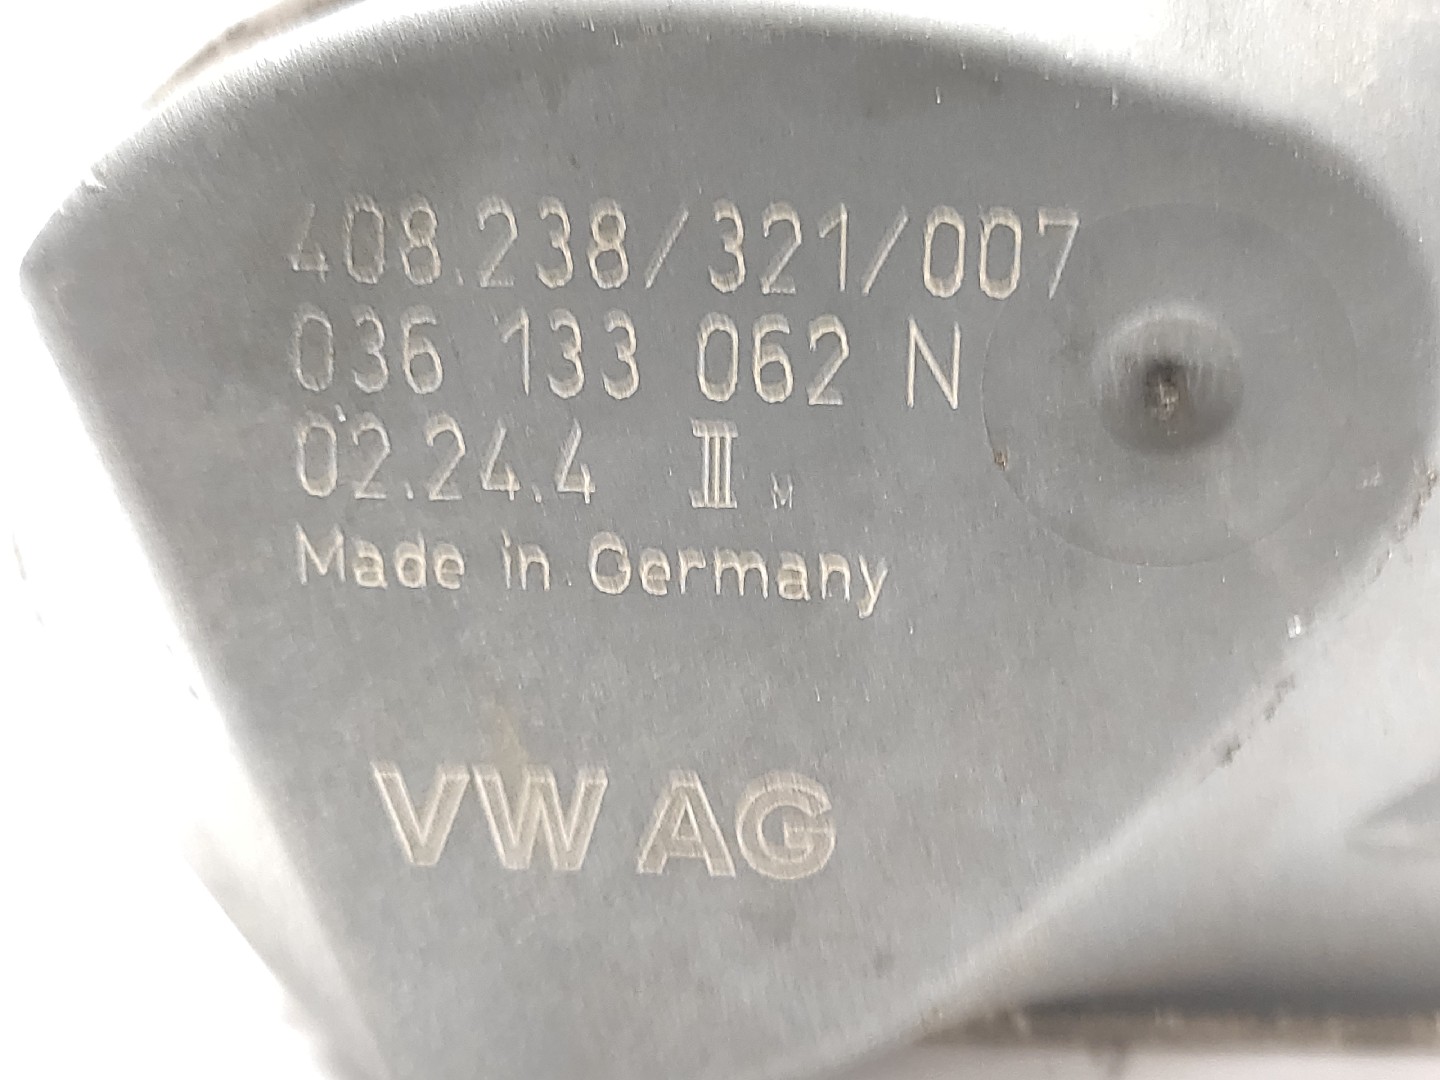 408.238/321/007
036 133 062 N
02.24.4 III M
Made in Germany
VW AG